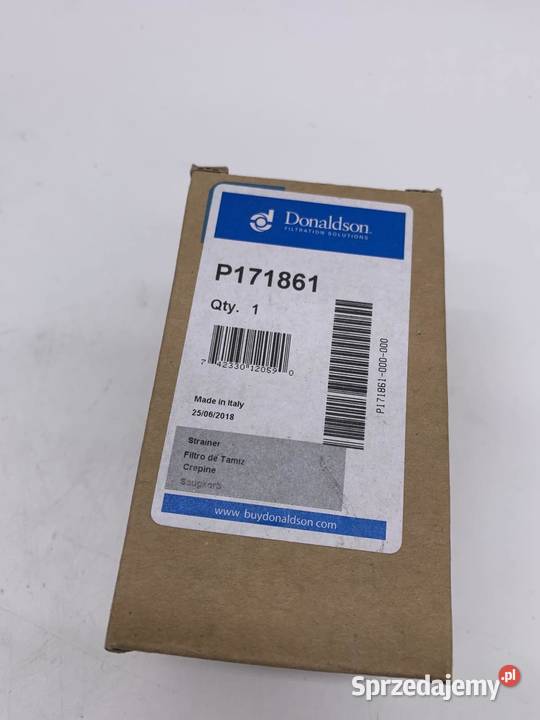 Donaldson
FILTRATION SOLUTIONS
P171861
Qty. 1
7 42330 12059 0
P171861-000-000
Made in Italy
25/06/2018
Strainer
Filtro de Tamiz
Crepine
Saugkorb
www.buydonaldson.com
Sprzedajemy.pl